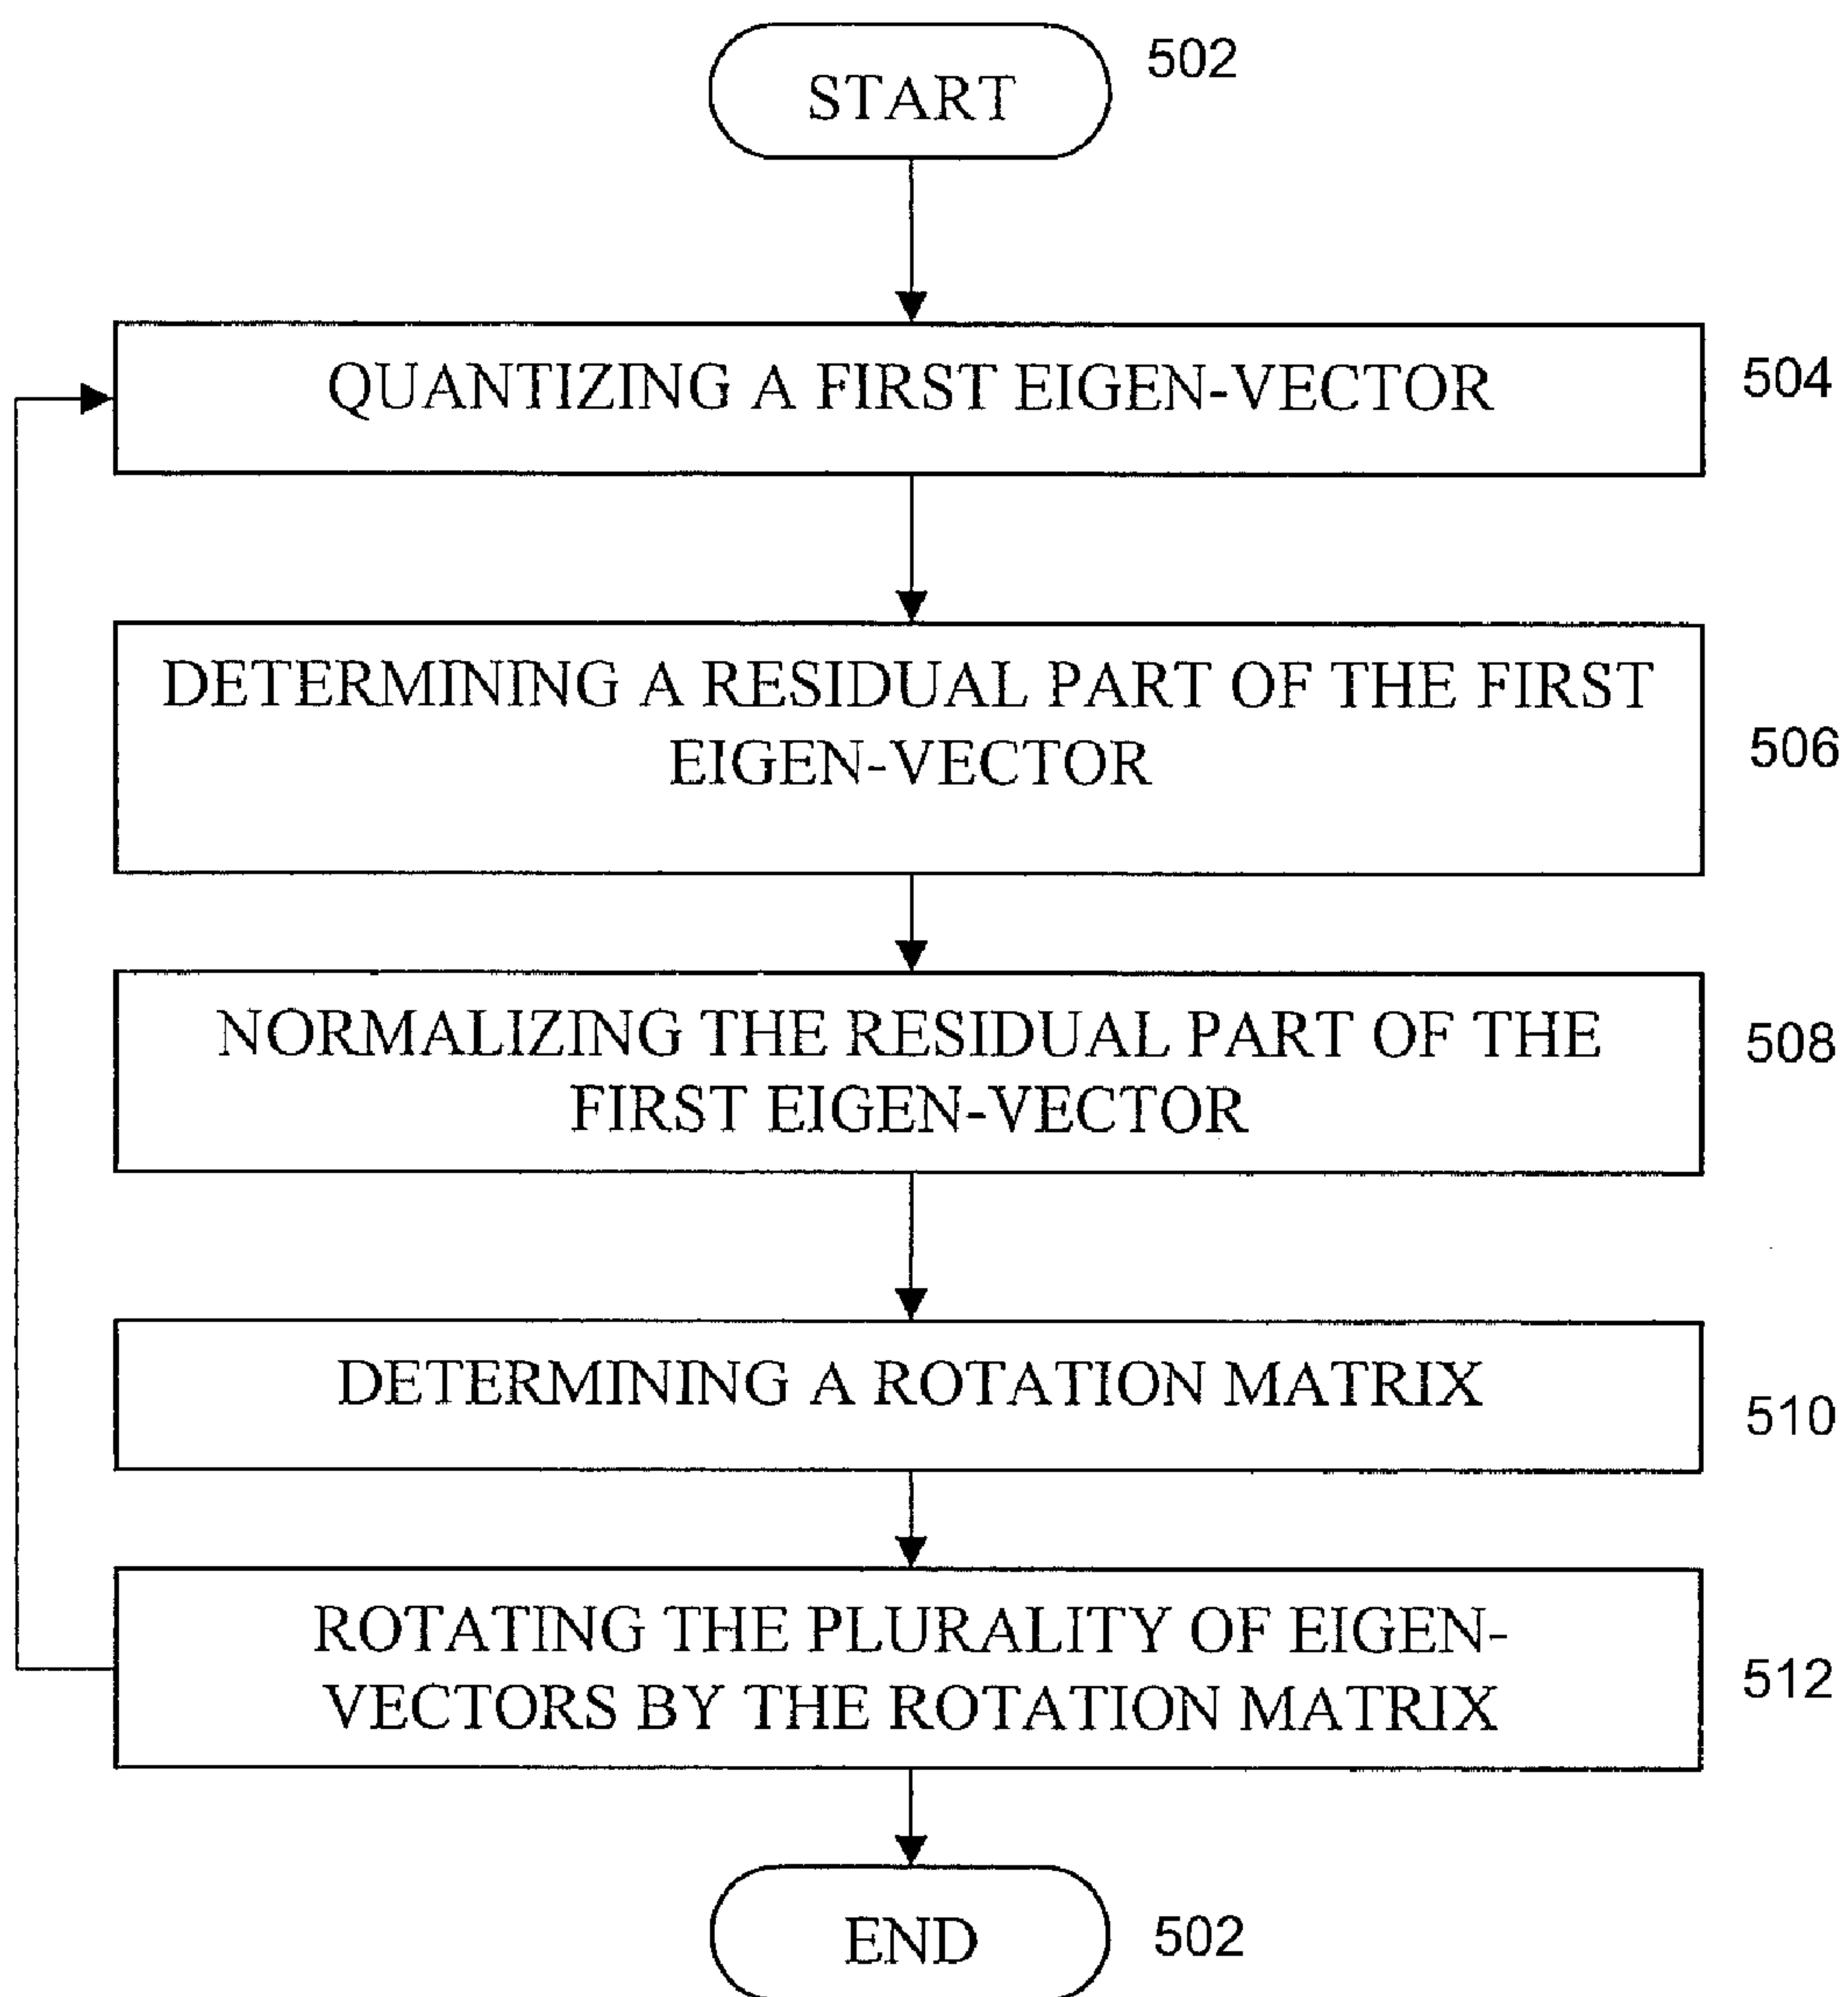 START
502
QUANTIZING A FIRST EIGEN-VECTOR
504
DETERMINING A RESIDUAL PART OF THE FIRST
EIGEN-VECTOR
506
NORMALIZING THE RESIDUAL PART OF THE
FIRST EIGEN-VECTOR
508
DETERMINING A ROTATION MATRIX
510
ROTATING THE PLURALITY OF EIGEN-
VECTORS BY THE ROTATION MATRIX
512
END
502